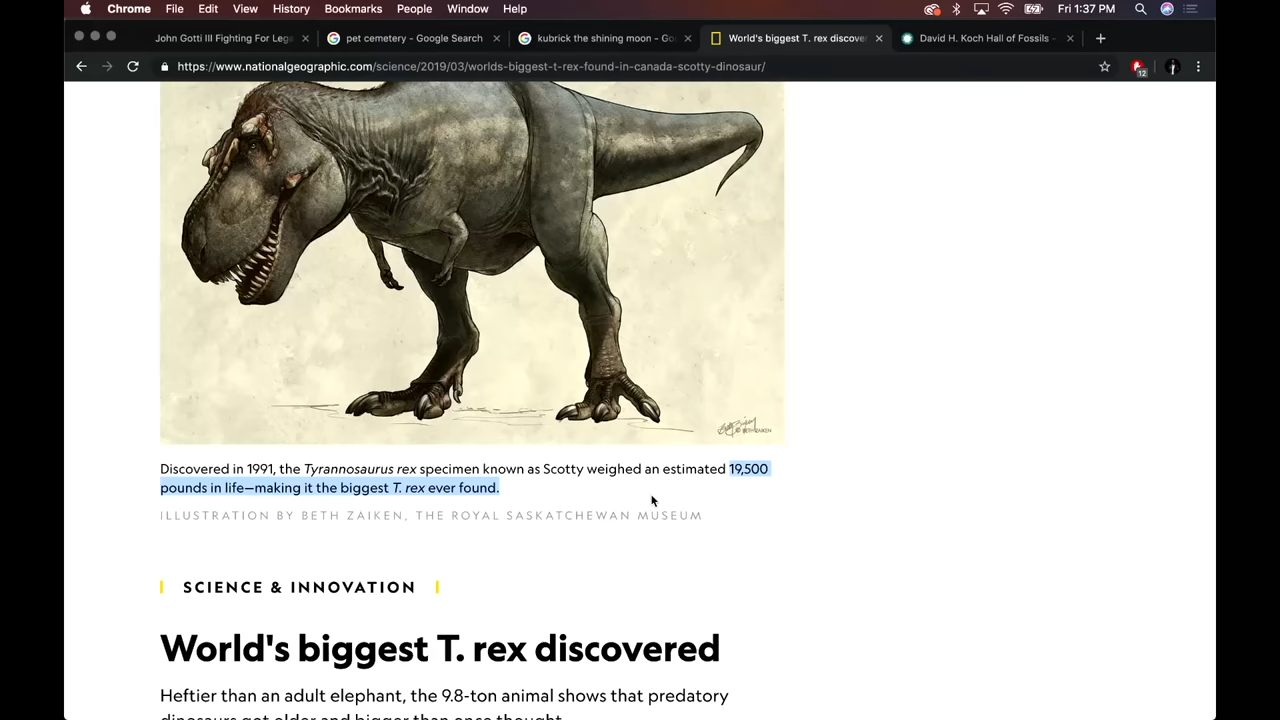 Chrome File Edit View History Bookmarks People Window Help Fri 1:37 PM
John Gotti III Fighting For Lega pet cemetery - Google Search kubrick the shining moon - Go World's biggest T. rex discover David H. Koch Hall of Fossils -
https://www.nationalgeographic.com/science/2019/03/worlds-biggest-t-rex-found-in-canada-scotty-dinosaur/ 12
Discovered in 1991, the Tyrannosaurus rex specimen known as Scotty weighed an estimated 19,500
pounds in life—making it the biggest T. rex ever found.
ILLUSTRATION BY BETH ZAIKEN, THE ROYAL SASKATCHEWAN MUSEUM
SCIENCE & INNOVATION
World's biggest T. rex discovered
Heftier than an adult elephant, the 9.8-ton animal shows that predatory
dinosaurs got older and bigger than once thought.